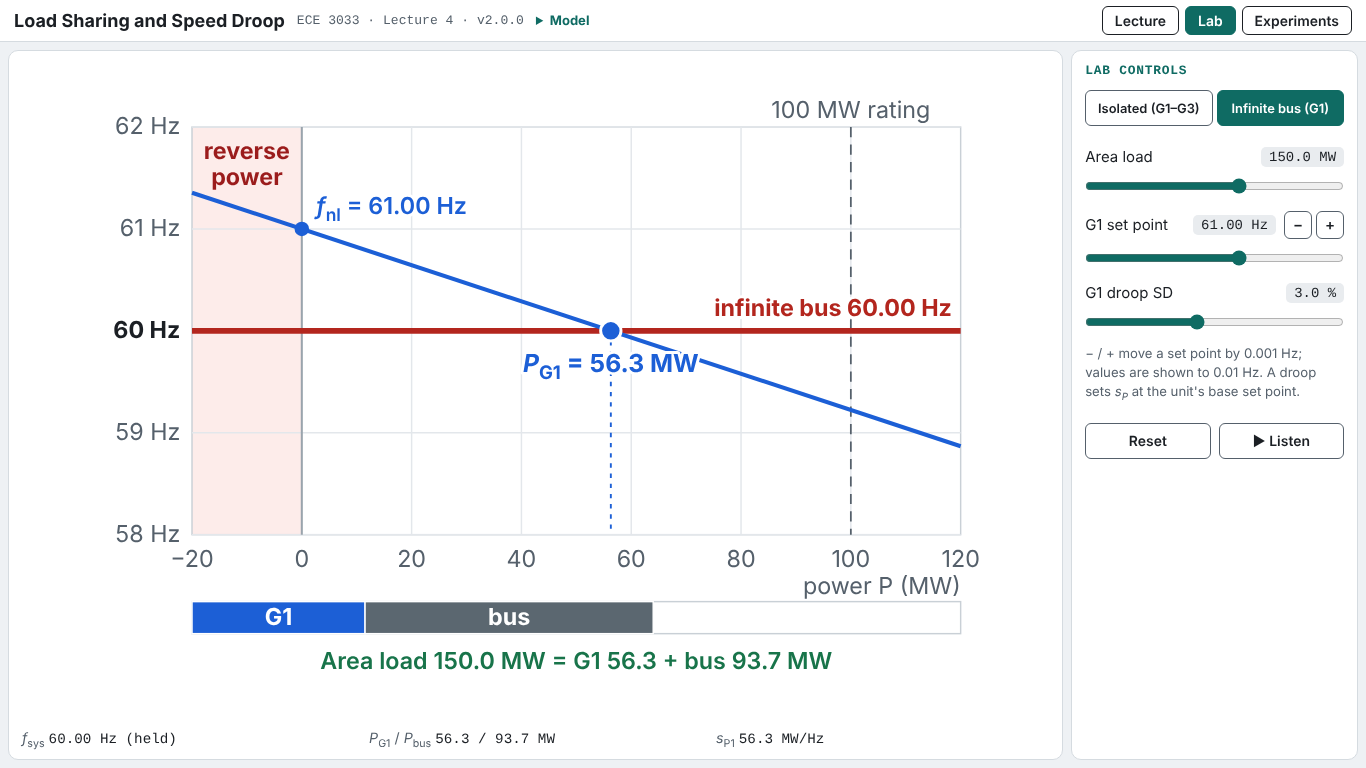 Load Sharing and Speed Droop
ECE 3033 · Lecture 4 · v2.0.0
▶ Model
Lecture
Lab
Experiments
100 MW rating
62 Hz
61 Hz
60 Hz
59 Hz
58 Hz
reverse
power
fnl = 61.00 Hz
infinite bus 60.00 Hz
PG1 = 56.3 MW
−20
0
20
40
60
80
100
120
power P (MW)
G1
bus
Area load 150.0 MW = G1 56.3 + bus 93.7 MW
fsys 60.00 Hz (held)
PG1 / Pbus 56.3 / 93.7 MW
sP1 56.3 MW/Hz
LAB CONTROLS
Isolated (G1–G3)
Infinite bus (G1)
Area load
150.0 MW
G1 set point
61.00 Hz
−
+
G1 droop SD
3.0 %
− / + move a set point by 0.001 Hz;
values are shown to 0.01 Hz. A droop
sets sP at the unit's base set point.
Reset
▶ Listen